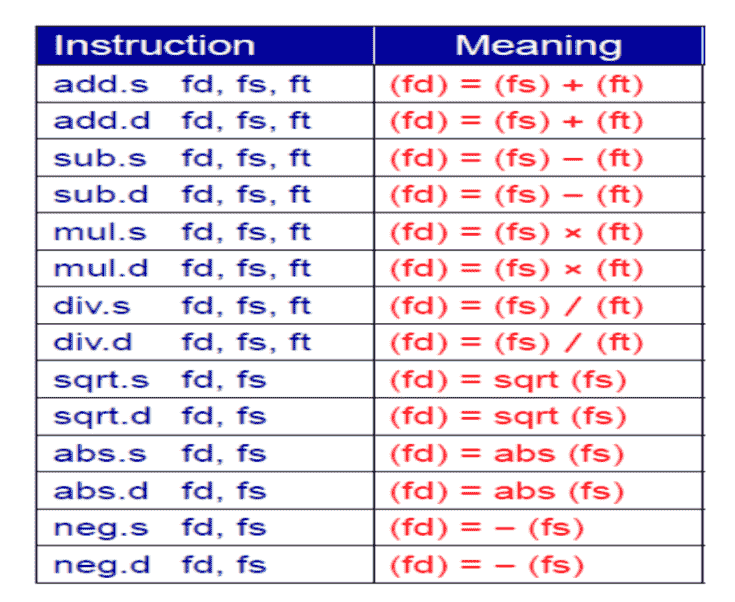 Instruction Meaning
add.s fd, fs, ft (fd) = (fs) + (ft)
add.d fd, fs, ft (fd) = (fs) + (ft)
sub.s fd, fs, ft (fd) = (fs) − (ft)
sub.d fd, fs, ft (fd) = (fs) − (ft)
mul.s fd, fs, ft (fd) = (fs) × (ft)
mul.d fd, fs, ft (fd) = (fs) × (ft)
div.s fd, fs, ft (fd) = (fs) / (ft)
div.d fd, fs, ft (fd) = (fs) / (ft)
sqrt.s fd, fs (fd) = sqrt (fs)
sqrt.d fd, fs (fd) = sqrt (fs)
abs.s fd, fs (fd) = abs (fs)
abs.d fd, fs (fd) = abs (fs)
neg.s fd, fs (fd) = − (fs)
neg.d fd, fs (fd) = − (fs)